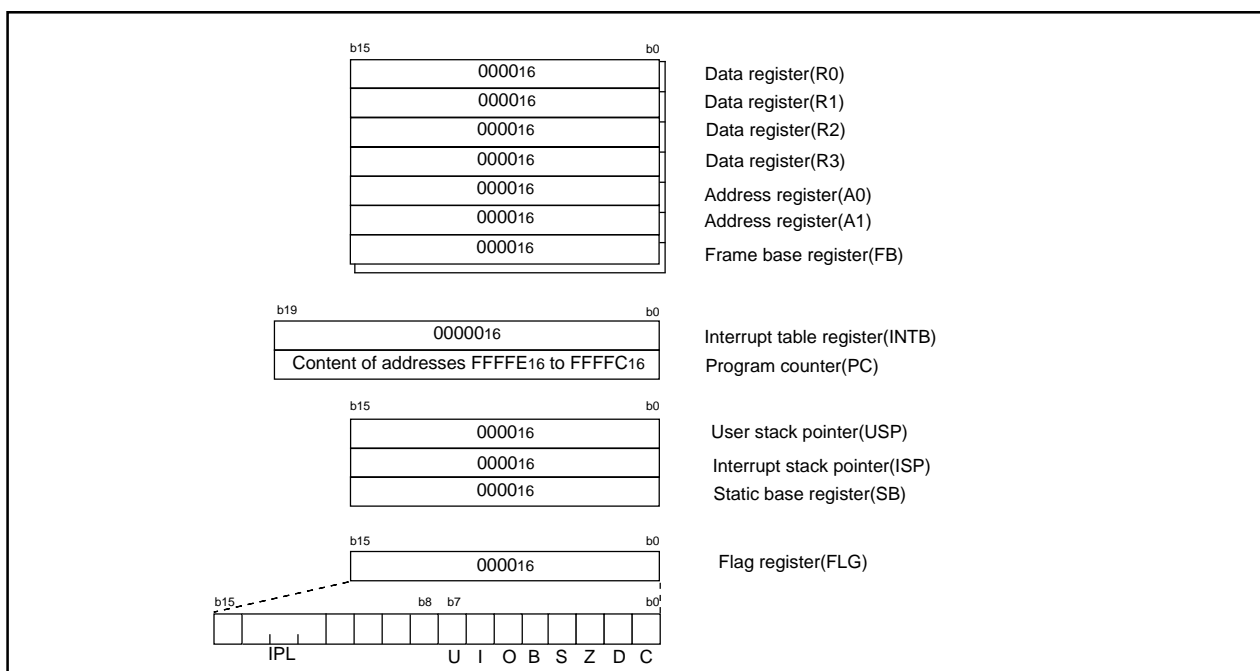 b15 b0
000016 Data register(R0)
000016 Data register(R1)
000016 Data register(R2)
000016 Data register(R3)
000016 Address register(A0)
000016 Address register(A1)
000016 Frame base register(FB)
b19 b0
0000016 Interrupt table register(INTB)
Content of addresses FFFFE16 to FFFFC16 Program counter(PC)
b15 b0
000016 User stack pointer(USP)
000016 Interrupt stack pointer(ISP)
000016 Static base register(SB)
b15 b0
000016 Flag register(FLG)
b15 b8 b7 b0
IPL U I O B S Z D C